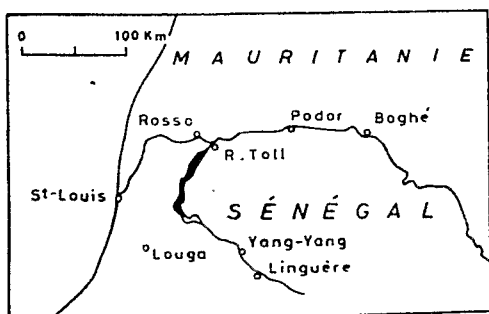 0 100 Km
MAURITANIE
Rosso
Podor
Boghé
R. Toll
St-Louis
SÉNÉGAL
Louga
Yang-Yang
Linguère